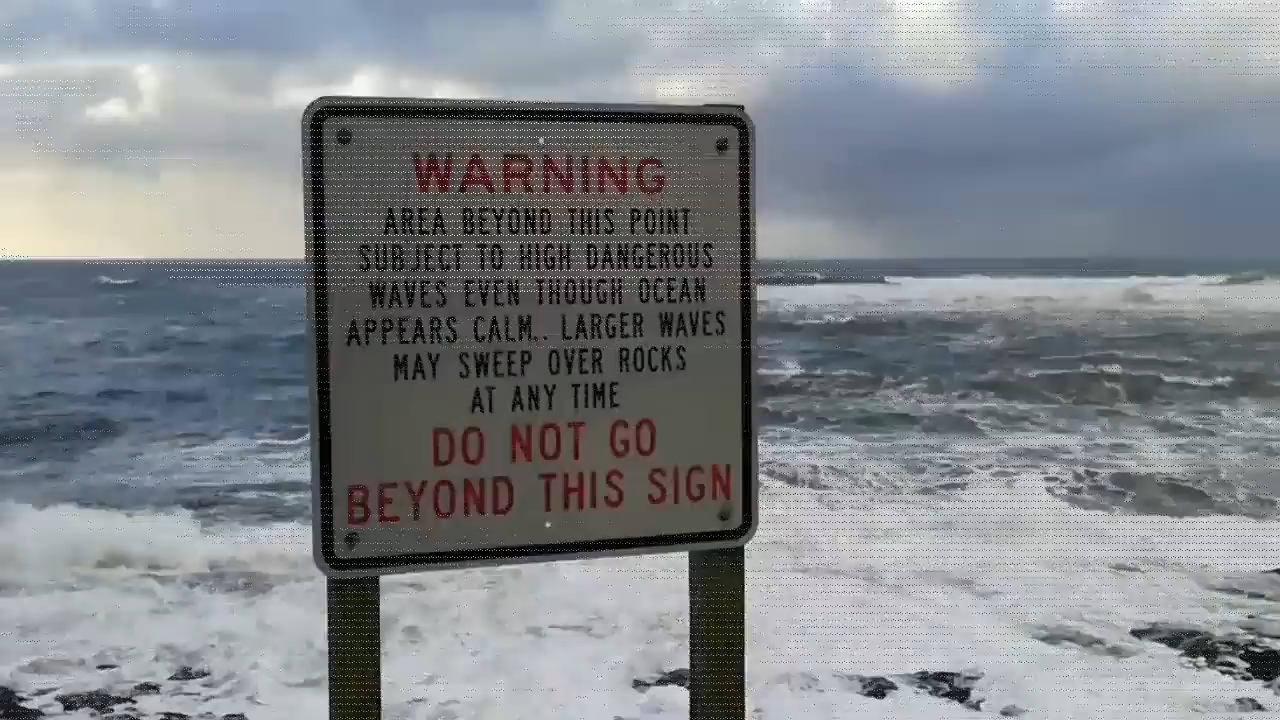 WARNING
AREA BEYOND THIS POINT
SUBJECT TO HIGH DANGEROUS
WAVES EVEN THOUGH OCEAN
APPEARS CALM.. LARGER WAVES
MAY SWEEP OVER ROCKS
AT ANY TIME
DO NOT GO
BEYOND THIS SIGN